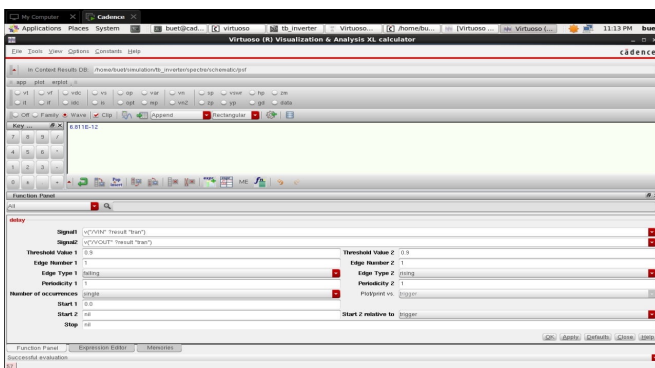 My Computer Cadence
Applications Places System buet@cad... virtuoso tb_inverter Virtuoso... /home/bu... [Virtuoso ... Virtuoso (... 11:13 PM bue
Virtuoso (R) Visualization & Analysis XL calculator
File Tools View Options Constants Help cādence
In Context Results DB: /home/buet/simulation/tb_inverter/spectre/schematic/psf
app plot erplot
vt vf vdc vs op var vn sp vswr hp zm
it if idc is opt mp vn2 zp yp gd data
Off Family Wave Clip Append Rectangular
Key ...
6.011E-12
7 8 9 /
4 5 6 *
1 2 3 -
0 ± . +
Function Panel
All
delay
Signal1 v("/VIN" ?result "tran")
Signal2 v("/VOUT" ?result "tran")
Threshold Value 1 0.9 Threshold Value 2 0.9
Edge Number 1 1 Edge Number 2 1
Edge Type 1 falling Edge Type 2 rising
Periodicity 1 1 Periodicity 2 1
Number of occurrences single Plot/print vs. trigger
Start 1 0.0
Start 2 nil Start 2 relative to trigger
Stop nil
OK Apply Defaults Close Help
Function Panel Expression Editor Memories
Successful evaluation
57